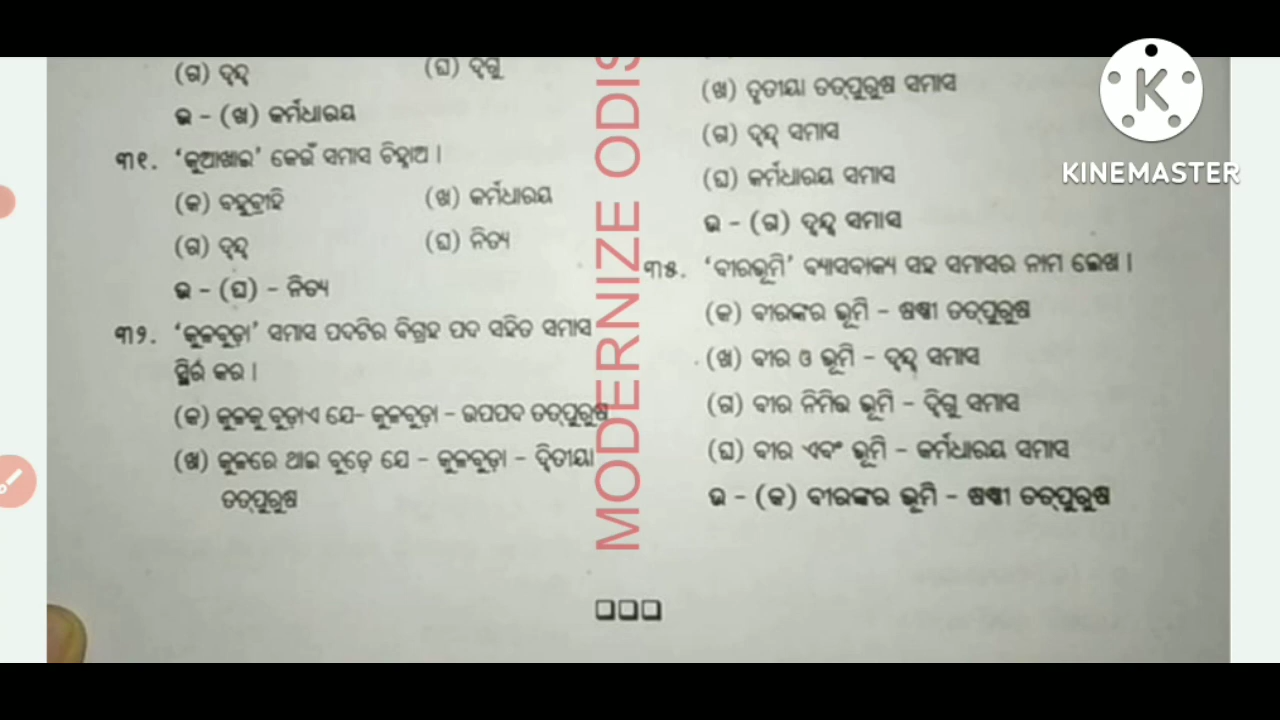 (ଗ) ଦ୍ୱନ୍ଦ୍ୱ (ଘ) ଦ୍ୱିଗୁ
ଉ – (ଖ) କର୍ମଧାରୟ
୩୧. ‘କୁଆଖାଇ’ କେଉଁ ସମାସ ଚିହ୍ନାଅ ।
(କ) ବହୁବ୍ରୀହି (ଖ) କର୍ମଧାରୟ
(ଗ) ଦ୍ୱନ୍ଦ୍ୱ (ଘ) ନିତ୍ୟ
ଉ – (ଘ) – ନିତ୍ୟ
୩୨. ‘କୁଳବୁଡ଼ା’ ସମାସ ପଦଟିର ବିଗ୍ରହ ପଦ ସହିତ ସମାସ
ସ୍ଥିର କର ।
(କ) କୁଳକୁ ବୁଡ଼ାଏ ଯେ– କୁଳବୁଡ଼ା – ଉପପଦ ତତ୍‌ପୁରୁଷ
(ଖ) କୁଳରେ ଥାଇ ବୁଡ଼େ ଯେ – କୁଳବୁଡ଼ା – ଦ୍ୱିତୀୟା
ତତ୍‌ପୁରୁଷ
(ଖ) ଦ୍ୱିତୀୟା ତତ୍‌ପୁରୁଷ ସମାସ
(ଗ) ଦ୍ୱନ୍ଦ୍ୱ ସମାସ
(ଘ) କର୍ମଧାରୟ ସମାସ
ଉ – (ଗ) ଦ୍ୱନ୍ଦ୍ୱ ସମାସ
୩୫. ‘ବୀରଭୂମି’ ବ୍ୟାସବାକ୍ୟ ସହ ସମାସର ନାମ ଲେଖ ।
(କ) ବୀରଙ୍କର ଭୂମି – ଷଷ୍ଠୀ ତତ୍‌ପୁରୁଷ
(ଖ) ବୀର ଓ ଭୂମି – ଦ୍ୱନ୍ଦ୍ୱ ସମାସ
(ଗ) ବୀର ନିମିତ୍ତ ଭୂମି – ଦ୍ୱିଗୁ ସମାସ
(ଘ) ବୀର ଏବଂ ଭୂମି – କର୍ମଧାରୟ ସମାସ
ଉ – (କ) ବୀରଙ୍କର ଭୂମି – ଷଷ୍ଠୀ ତତ୍‌ପୁରୁଷ
MODERNIZE ODIS
K
KINEMASTER